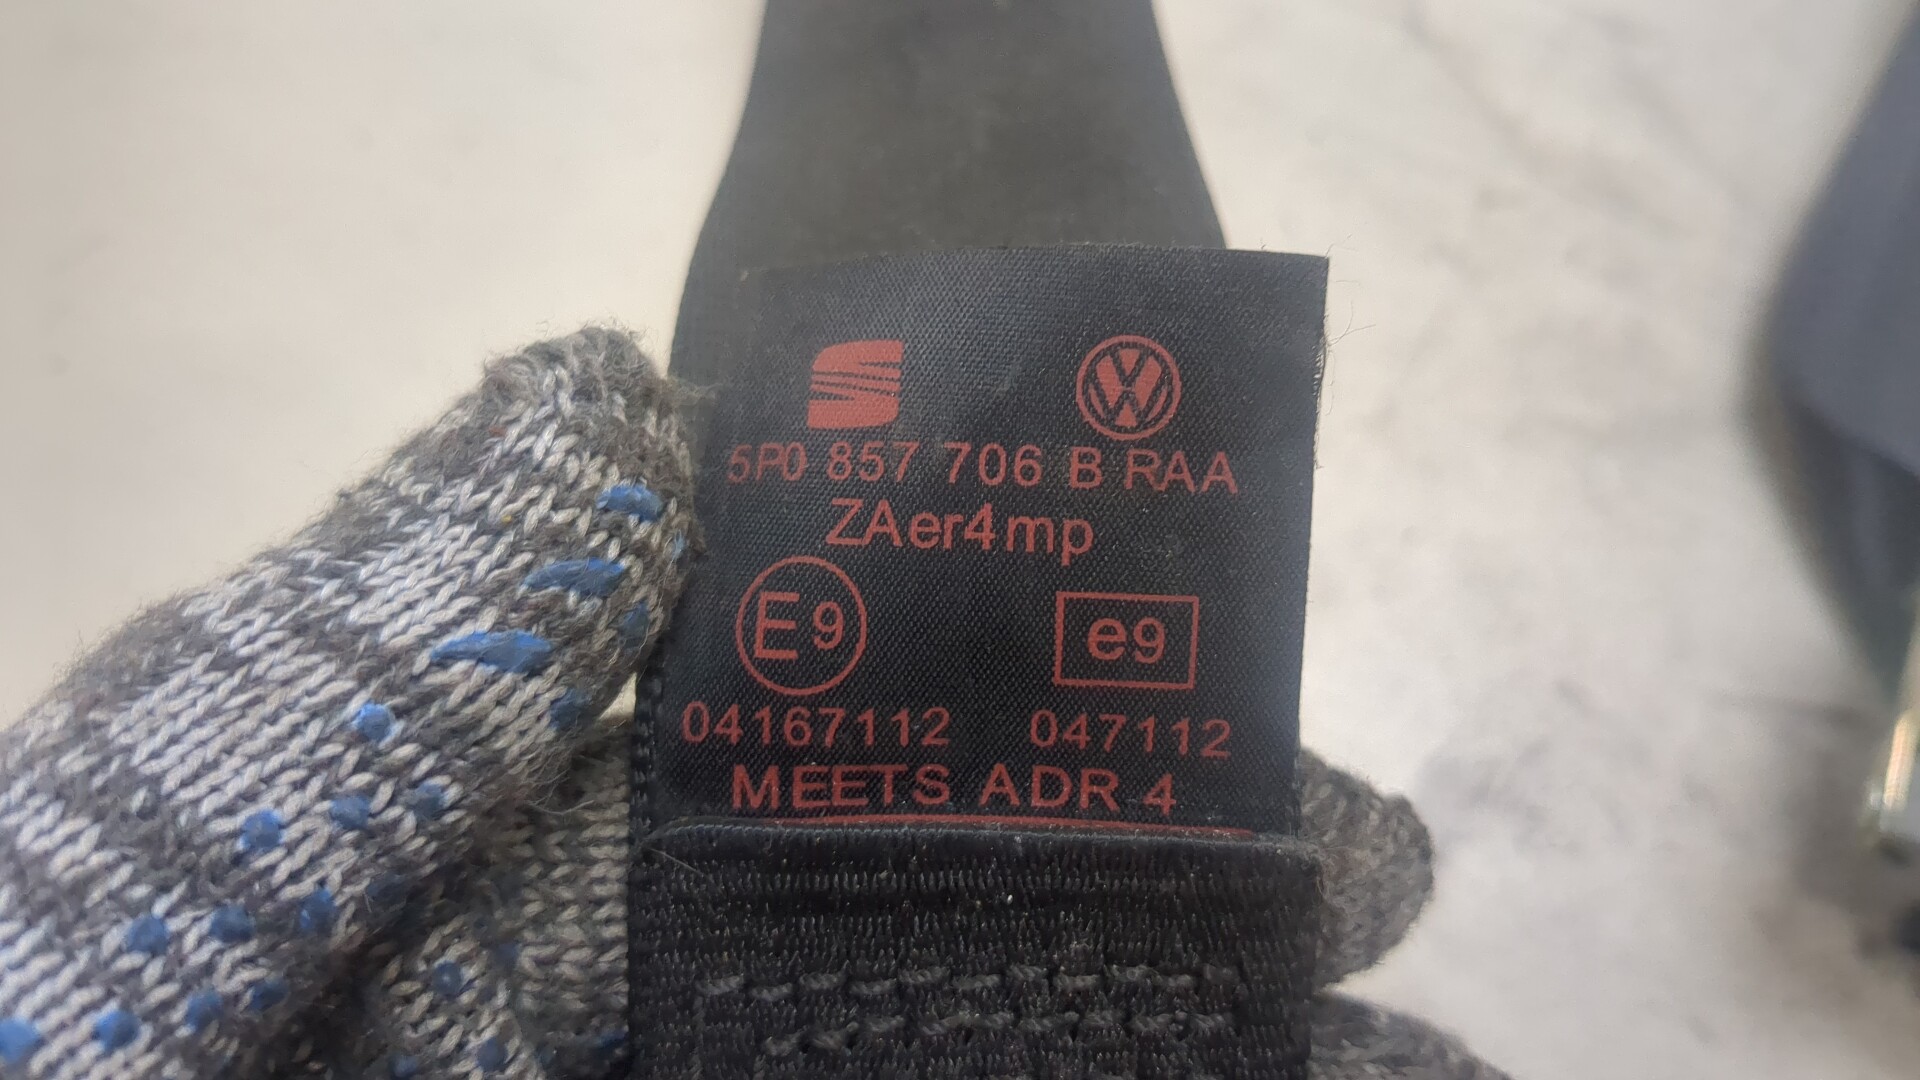 5P0 857 706 B RAA
ZAer4mp
E9 e9
04167112 047112
MEETS ADR 4